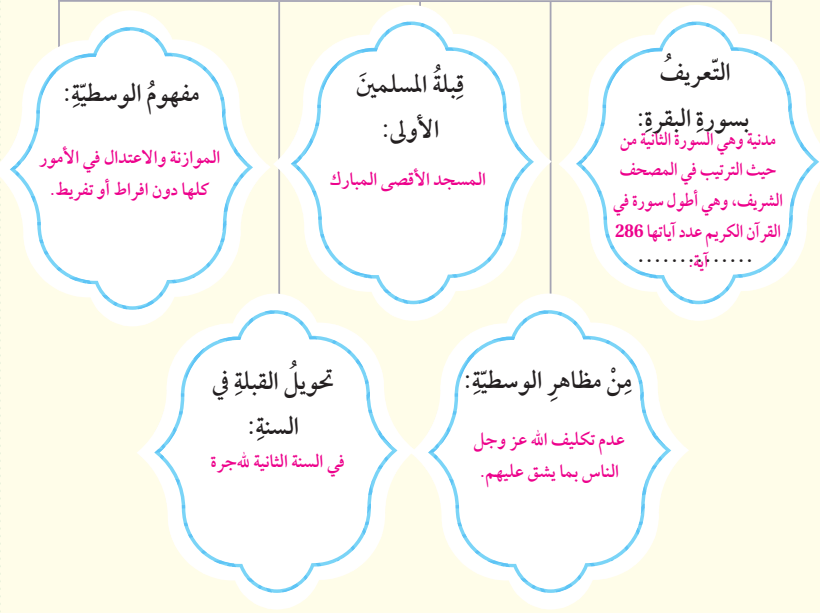 التّعريفُ
بسورةِ البقرةِ:
مدنية وهي السورة الثانية من
حيث الترتيب في المصحف
الشريف، وهي أطول سورة في
القرآن الكريم عدد آياتها 286
آية.
قِبلةُ المسلمينَ
الأولى:
المسجد الأقصى المبارك
مفهومُ الوسطيّةِ:
الموازنة والاعتدال في الأمور
كلها دون افراط أو تفريط.
مِنْ مظاهرِ الوسطيّةِ:
عدم تكليف الله عز وجل
الناس بما يشق عليهم.
تحويلُ القبلةِ في
السنةِ:
في السنة الثانية للهجرة